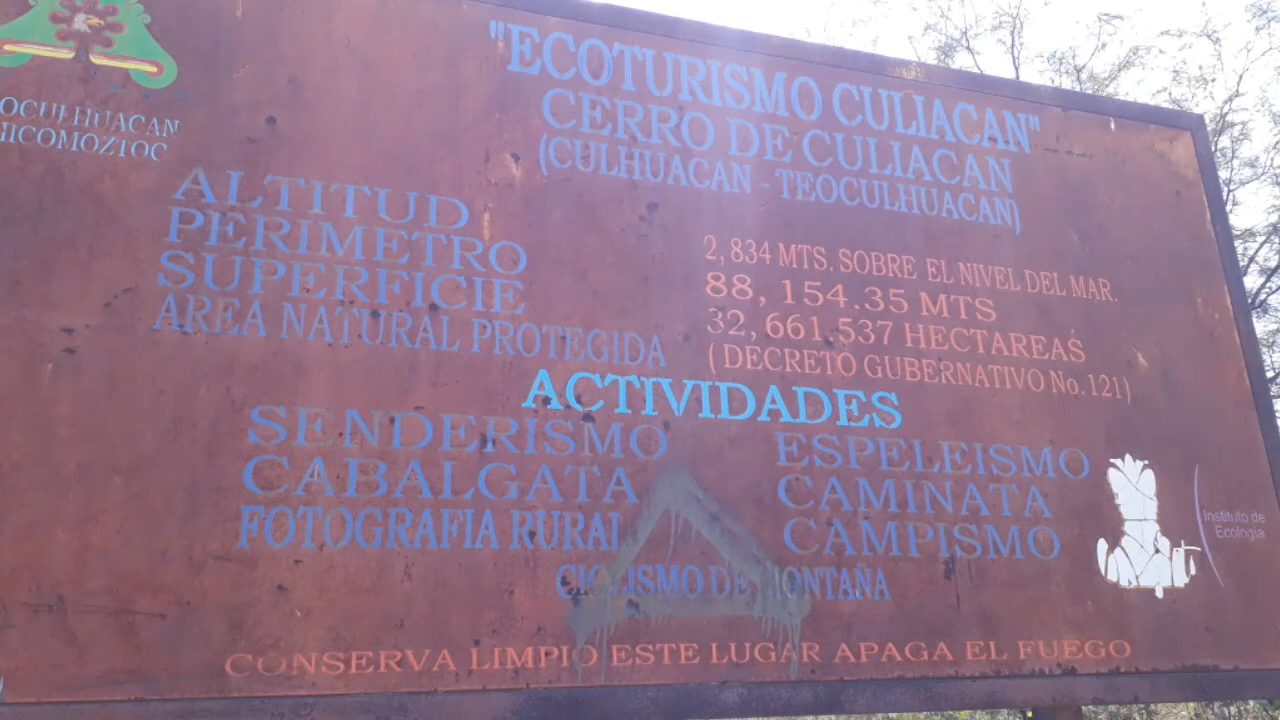 OCULHUACAN
HICOMOZTOC
"ECOTURISMO CULIACAN"
CERRO DE CULIACAN
(CULHUACAN - TEOCULHUACAN)
ALTITUD
2,834 MTS. SOBRE EL NIVEL DEL MAR.
PERIMETRO
88, 154.35 MTS
SUPERFICIE
32, 661.537 HECTAREAS
AREA NATURAL PROTEGIDA
(DECRETO GUBERNATIVO No. 121)
ACTIVIDADES
SENDERISMO
ESPELEISMO
CABALGATA
CAMINATA
FOTOGRAFIA RURAL
CAMPISMO
CICLISMO DE MONTAÑA
Instituto de
Ecología
CONSERVA LIMPIO ESTE LUGAR APAGA EL FUEGO